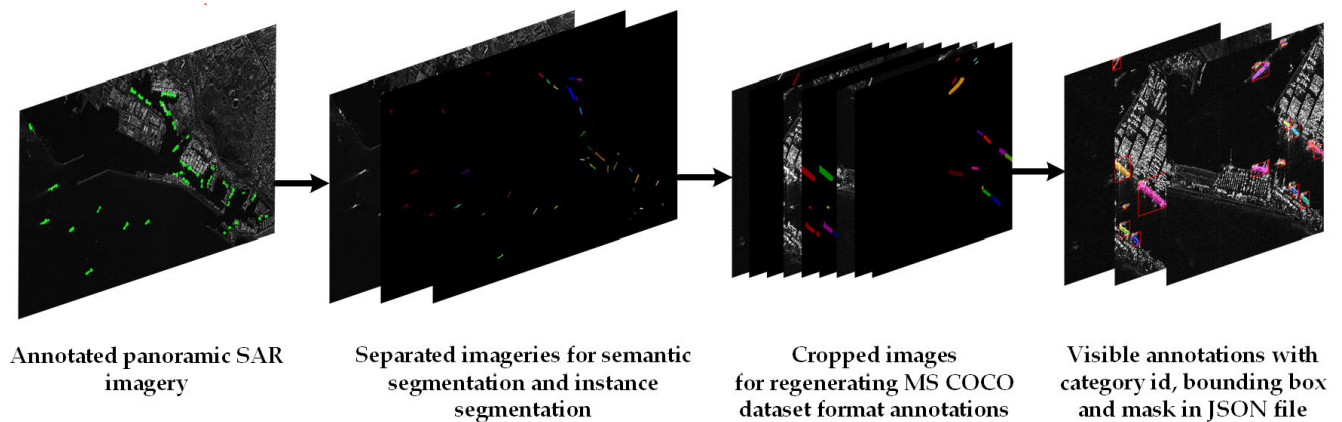 Annotated panoramic SAR
imagery
Separated imageries for semantic
segmentation and instance
segmentation
Cropped images
for regenerating MS COCO
dataset format annotations
Visible annotations with
category id, bounding box
and mask in JSON file